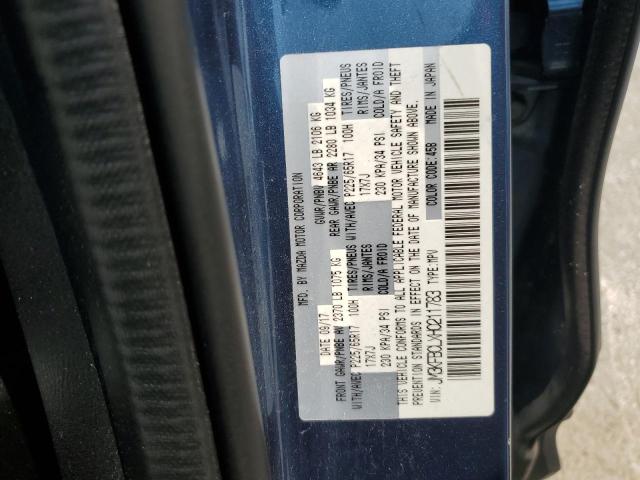 MFD. BY MAZDA MOTOR CORPORATION
DATE 09/17 GVWR/PNBV 4643 LB 2106 KG
FRONT GAWR/PNBE AV 2370 LB 1075 KG REAR GAWR/PNBE AR 2280 LB 1034 KG
WITH/AVEC P225/65R17 100H TIRES/PNEUS WITH/AVEC P225/65R17 100H TIRES/PNEUS
17X7J RIMS/JANTES 17X7J RIMS/JANTES
230 KPA/34 PSI COLD/A FROID 230 KPA/34 PSI COLD/A FROID
THIS VEHICLE CONFORMS TO ALL APPLICABLE FEDERAL MOTOR VEHICLE SAFETY AND THEFT
PREVENTION STANDARDS IN EFFECT ON THE DATE OF MANUFACTURE SHOWN ABOVE.
VIN: JM3KFBCLXH0211783 TYPE:MPV COLOR CODE:45B MADE IN JAPAN